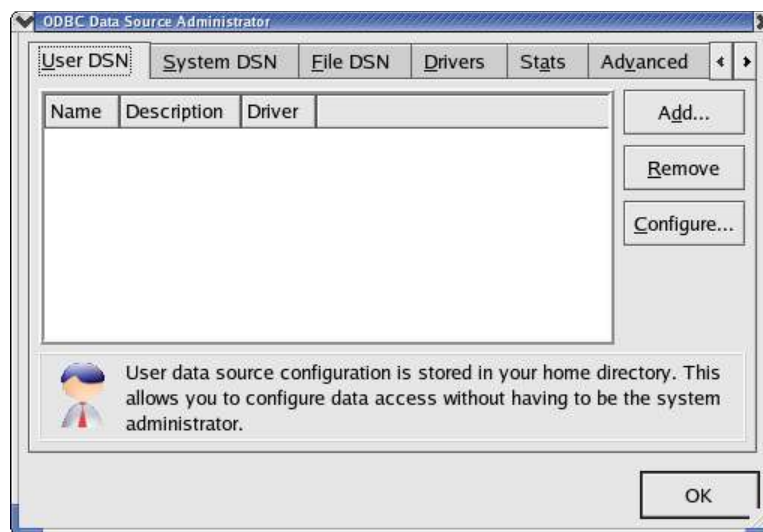 ODBC Data Source Administrator
User DSN System DSN File DSN Drivers Stats Advanced
Name Description Driver
Add...
Remove
Configure...
User data source configuration is stored in your home directory. This
allows you to configure data access without having to be the system
administrator.
OK